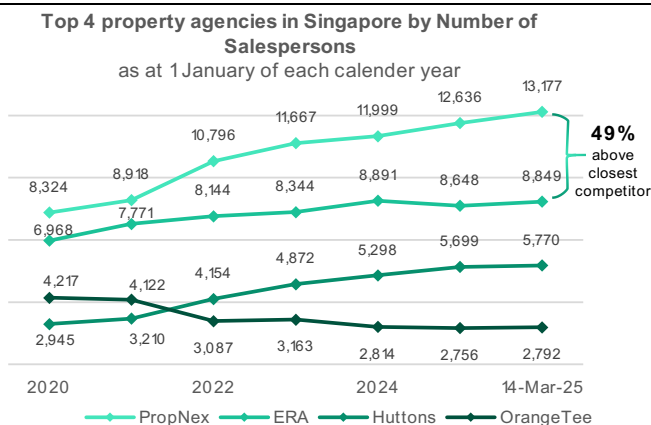 Top 4 property agencies in Singapore by Number of
Salespersons
as at 1January of each calender year
13,177
12,636
11,999
11,667
10,796
49%
above
closest
competitor
8,918
8,324
8,891
8,849
8,648
8,344
8,144
7,771
6,968
5,770
5,699
5,298
4,872
4,217
4,122
4,154
2,945
3,210
3,087
3,163
2,814
2,756
2,792
2020
2022
2024
14-Mar-25
PropNex
ERA
Huttons
OrangeTee